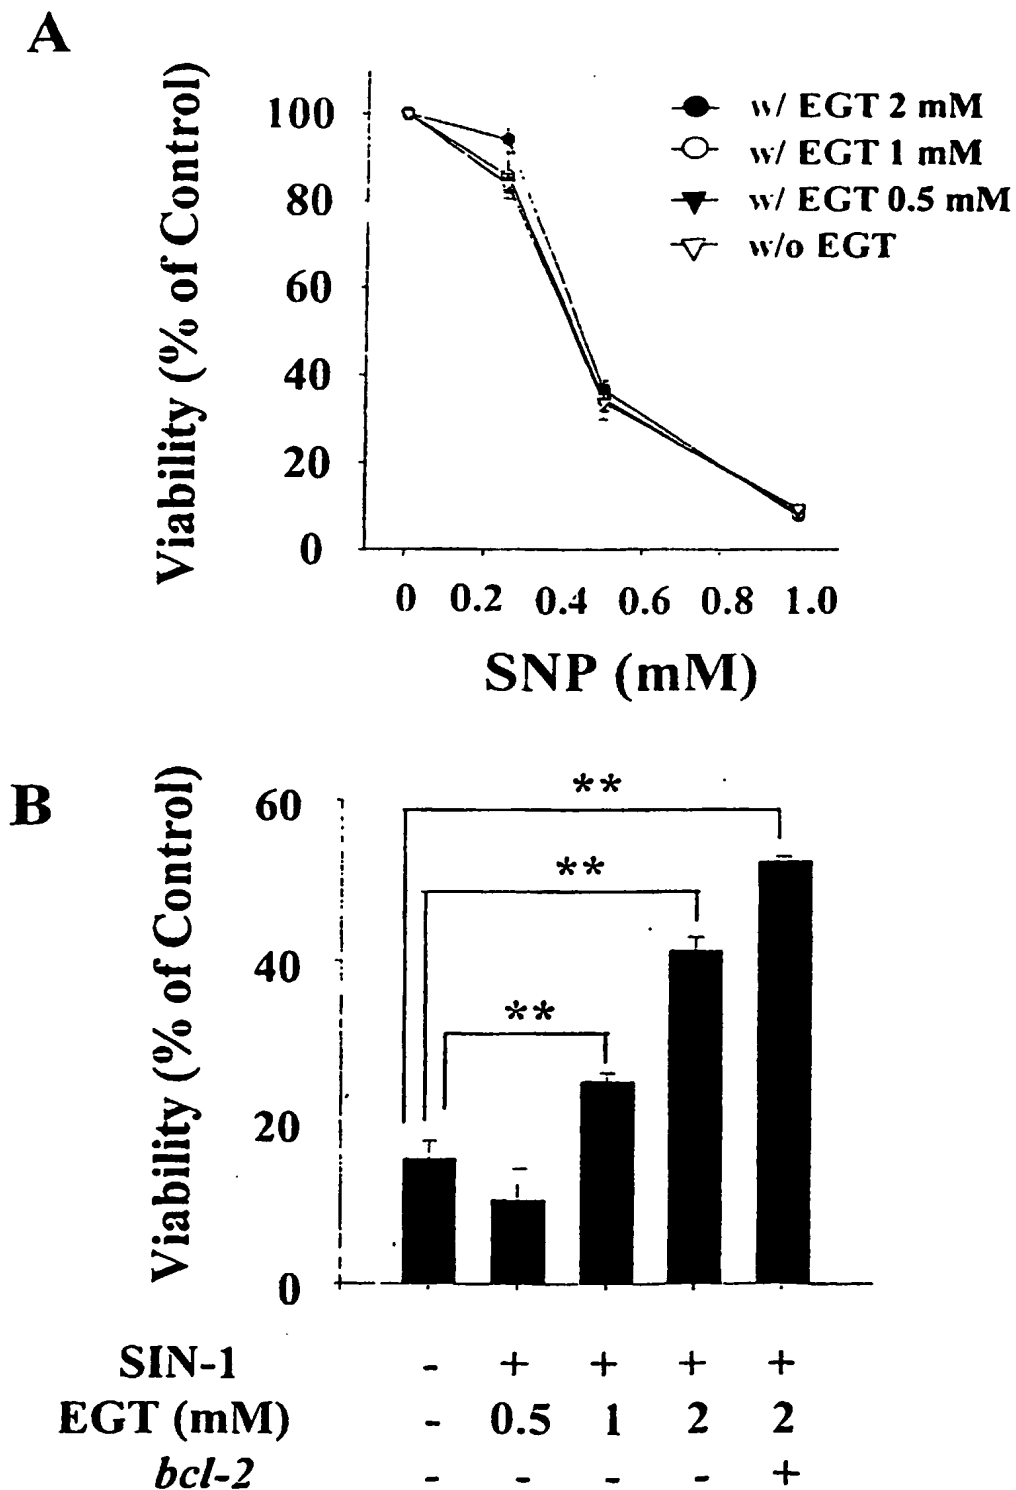 A
Viability (% of Control)
100
80
60
40
20
0
w/ EGT 2 mM
w/ EGT 1 mM
w/ EGT 0.5 mM
w/o EGT
0 0.2 0.4 0.6 0.8 1.0
SNP (mM)
B
Viability (% of Control)
60
40
20
0
**
**
**
SIN-1 - + + + +
EGT (mM) - 0.5 1 2 2
bcl-2 - - - - +